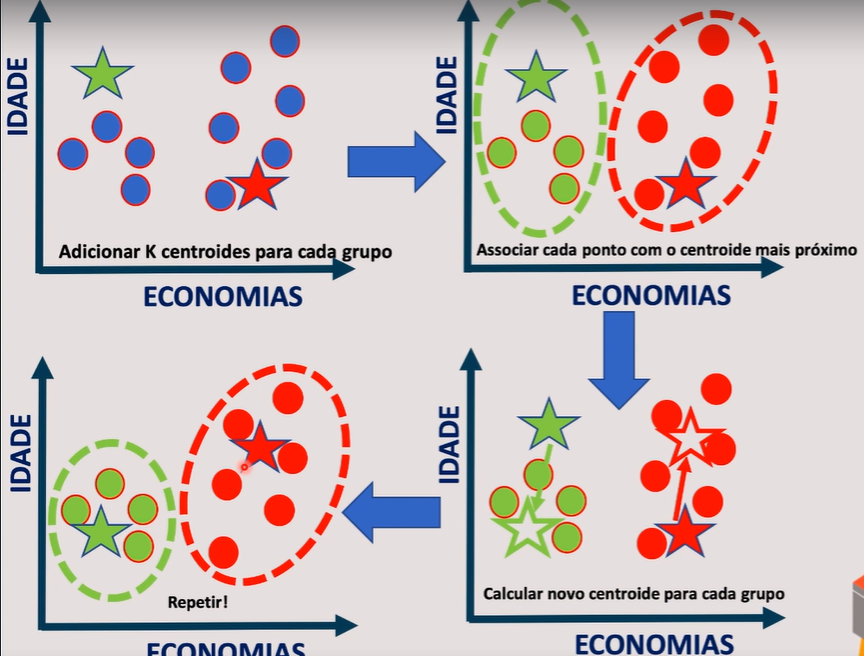 IDADE
Adicionar K centroides para cada grupo
ECONOMIAS
IDADE
Associar cada ponto com o centroide mais próximo
ECONOMIAS
IDADE
Calcular novo centroide para cada grupo
ECONOMIAS
IDADE
Repetir!
ECONOMIAS